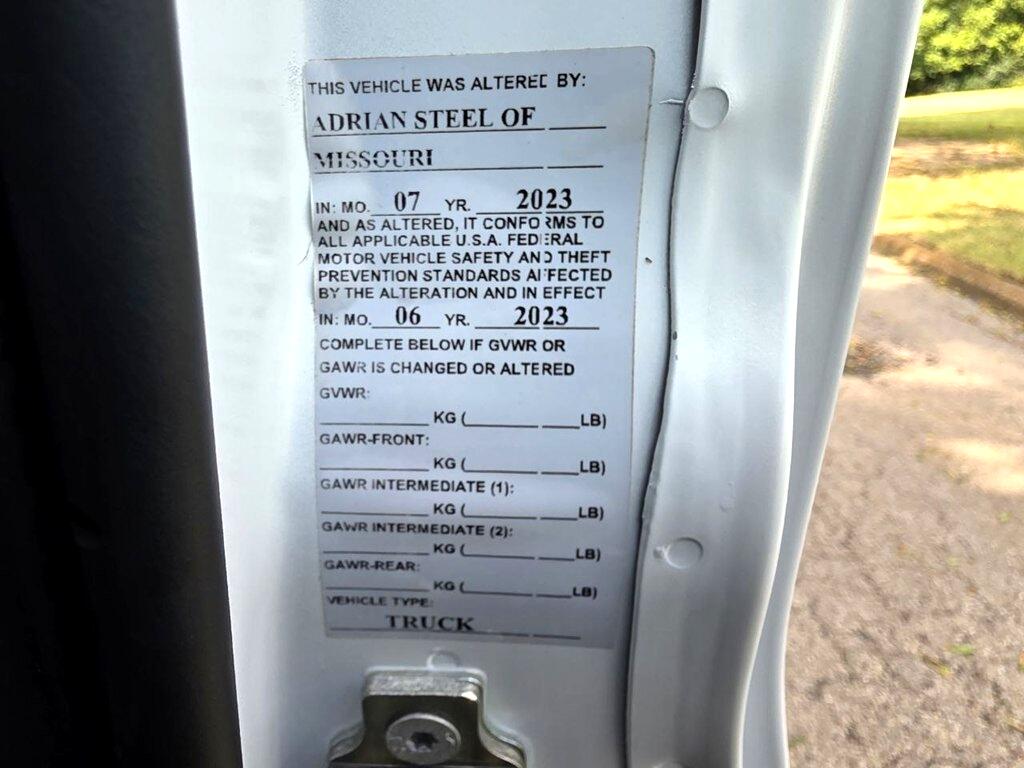 THIS VEHICLE WAS ALTERED BY:
ADRIAN STEEL OF
MISSOURI
IN: MO. 07 YR. 2023
AND AS ALTERED, IT CONFORMS TO
ALL APPLICABLE U.S.A. FEDERAL
MOTOR VEHICLE SAFETY AND THEFT
PREVENTION STANDARDS AFFECTED
BY THE ALTERATION AND IN EFFECT
IN: MO. 06 YR. 2023
COMPLETE BELOW IF GVWR OR
GAWR IS CHANGED OR ALTERED
GVWR:
KG ( LB)
GAWR-FRONT:
KG ( LB)
GAWR INTERMEDIATE (1):
KG ( LB)
GAWR INTERMEDIATE (2):
KG ( LB)
GAWR-REAR:
KG ( LB)
VEHICLE TYPE:
TRUCK